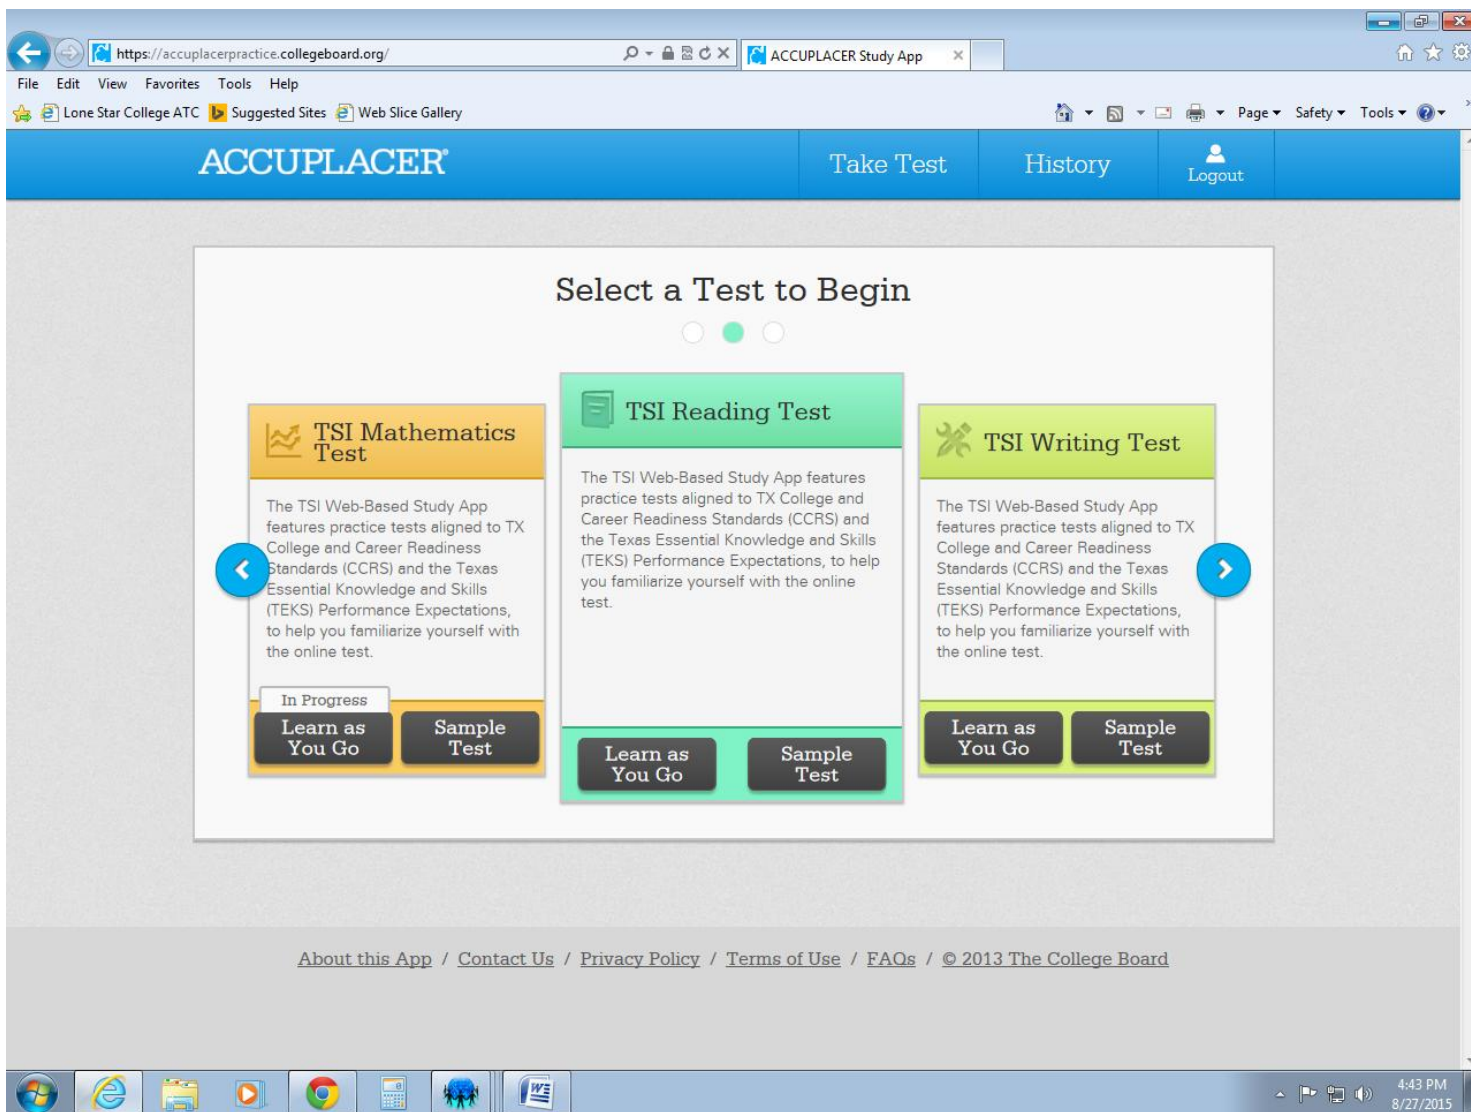 https://accuplacerpractice.collegeboard.org/
ACCUPLACER Study App
File Edit View Favorites Tools Help
Lone Star College ATC Suggested Sites Web Slice Gallery
Page Safety Tools
ACCUPLACER®
Take Test
History
Logout
Select a Test to Begin
TSI Mathematics
Test
The TSI Web-Based Study App
features practice tests aligned to TX
College and Career Readiness
Standards (CCRS) and the Texas
Essential Knowledge and Skills
(TEKS) Performance Expectations,
to help you familiarize yourself with
the online test.
In Progress
Learn as
You Go
Sample
Test
TSI Reading Test
The TSI Web-Based Study App features
practice tests aligned to TX College and
Career Readiness Standards (CCRS) and
the Texas Essential Knowledge and Skills
(TEKS) Performance Expectations, to help
you familiarize yourself with the online
test.
Learn as
You Go
Sample
Test
TSI Writing Test
The TSI Web-Based Study App
features practice tests aligned to TX
College and Career Readiness
Standards (CCRS) and the Texas
Essential Knowledge and Skills
(TEKS) Performance Expectations,
to help you familiarize yourself with
the online test.
Learn as
You Go
Sample
Test
About this App / Contact Us / Privacy Policy / Terms of Use / FAQs / © 2013 The College Board
4:43 PM
8/27/2015